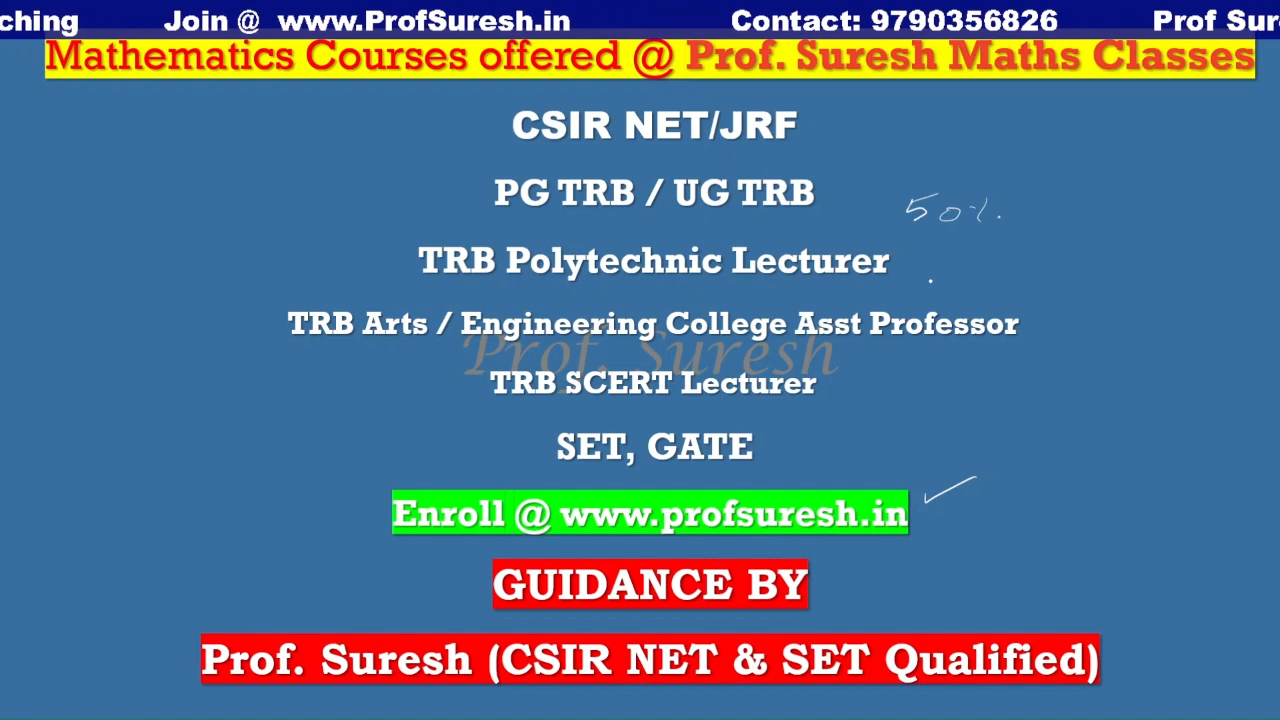 ching Join @ www.ProfSuresh.in Contact: 9790356826 Prof Sur
Mathematics Courses offered @ Prof. Suresh Maths Classes
CSIR NET/JRF
PG TRB / UG TRB
50%.
TRB Polytechnic Lecturer
TRB Arts / Engineering College Asst Professor
Prof. Suresh
TRB SCERT Lecturer
SET, GATE
Enroll @ www.profsuresh.in
GUIDANCE BY
Prof. Suresh (CSIR NET & SET Qualified)